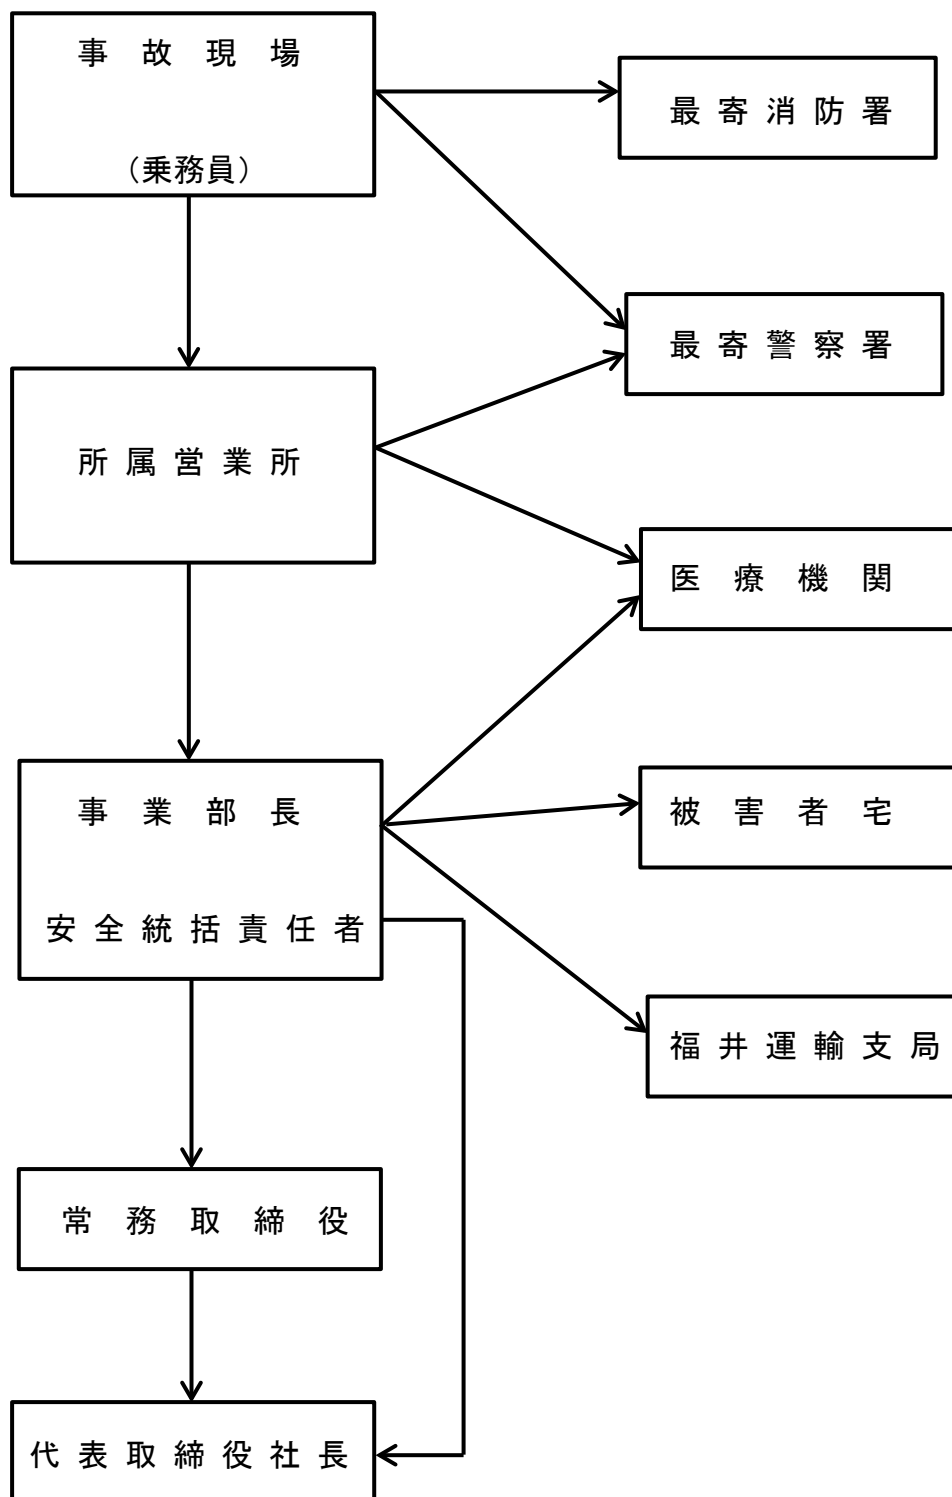 事故現場
（乗務員）
最寄消防署
最寄警察署
所属営業所
医療機関
事業部長
安全統括責任者
被害者宅
福井運輸支局
常務取締役
代表取締役社長